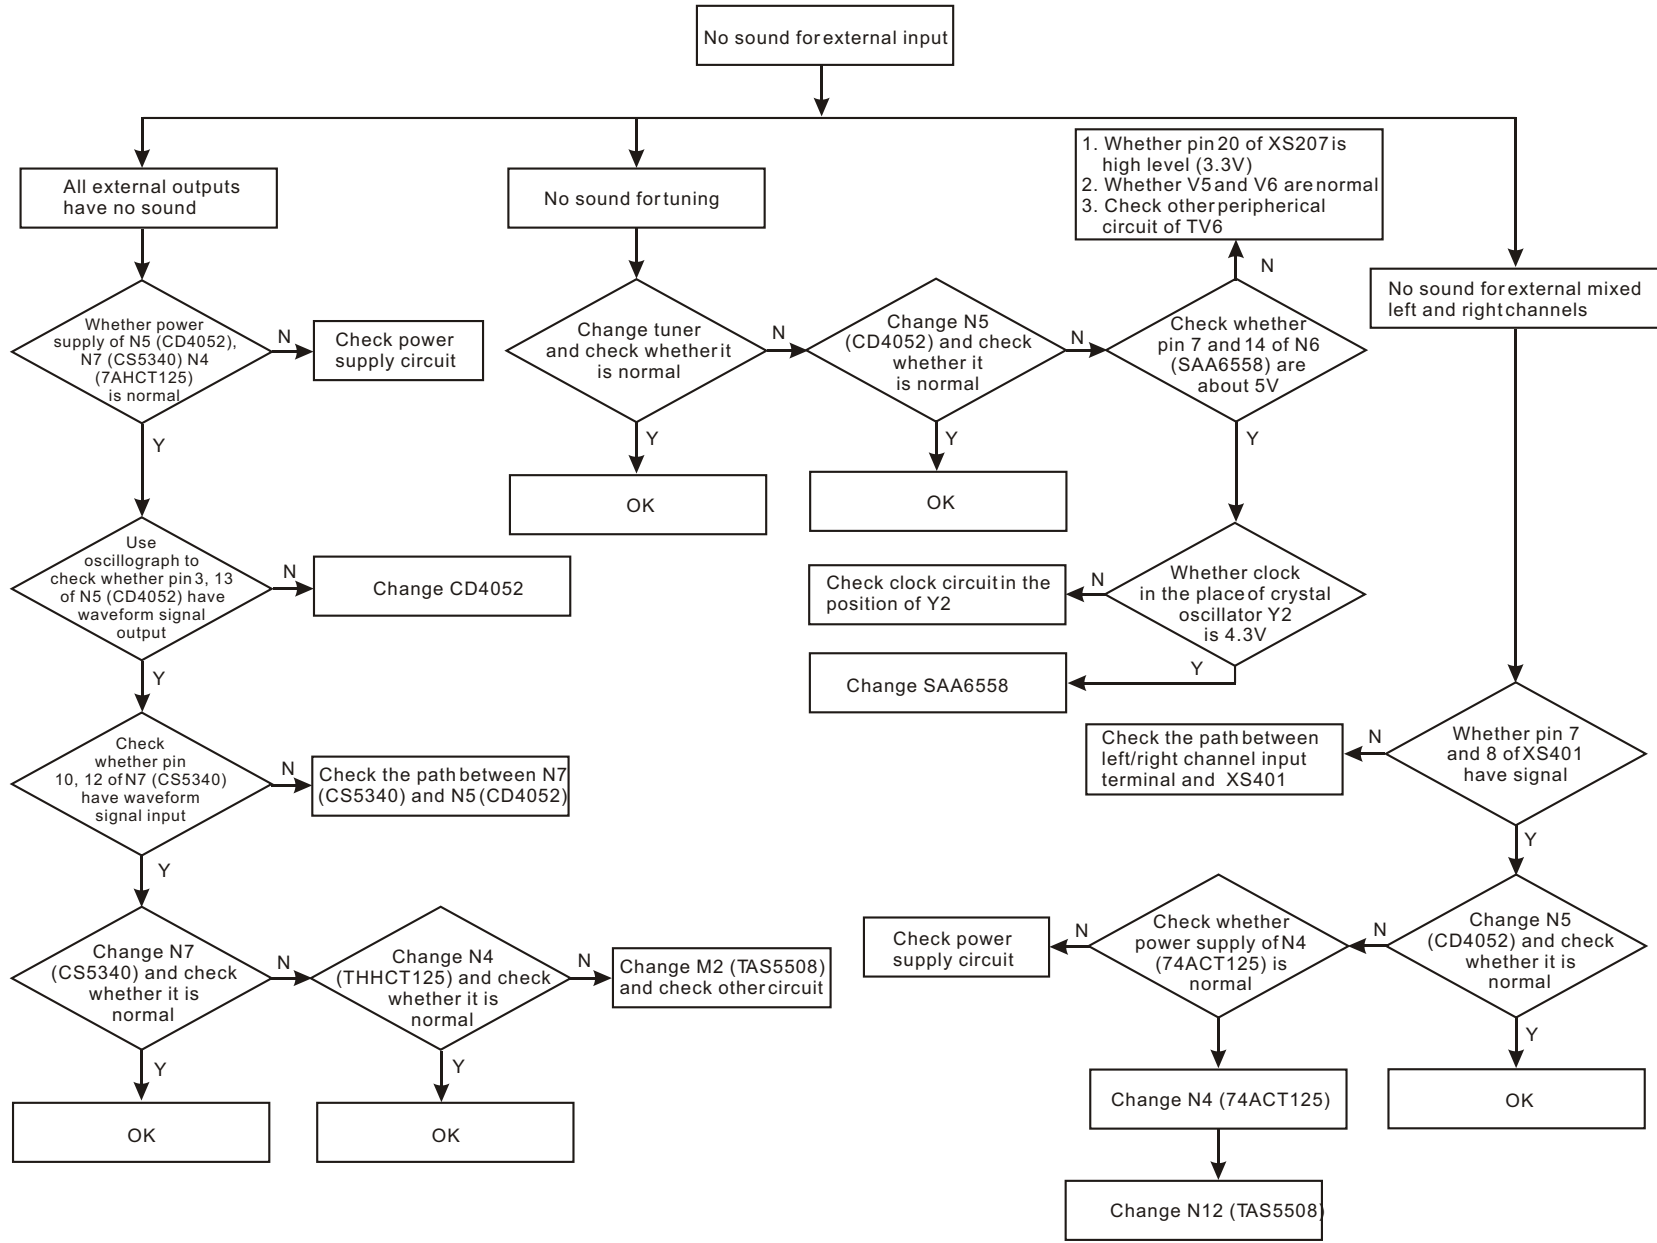 No sound for external input
All external outputs
have no sound
Whether power
supply of N5 (CD4052),
N7 (CS5340) N4
(7AHCT125)
is normal
N
Check power
supply circuit
Y
Use
oscillograph to
check whether pin 3, 13
of N5 (CD4052) have
waveform signal
output
N
Change CD4052
Y
Check
whether pin
10, 12 of N7 (CS5340)
have waveform
signal input
N
Check the path between N7
(CS5340) and N5 (CD4052)
Y
Change N7
(CS5340) and check
whether it is
normal
N
Y
OK
Change N4
(THHCT125) and check
whether it is
normal
N
Change M2 (TAS5508)
and check other circuit
Y
OK
No sound for tuning
Change tuner
and check whether it
is normal
N
Y
OK
Change N5
(CD4052) and check
whether it
is normal
N
Y
OK
Check whether
pin 7 and 14 of N6
(SAA6558) are
about 5V
N
1. Whether pin 20 of XS207 is
high level (3.3V)
2. Whether V5 and V6 are normal
3. Check other peripherical
circuit of TV6
Y
Whether clock
in the place of crystal
oscillator Y2
is 4.3V
N
Check clock circuit in the
position of Y2
Y
Change SAA6558
No sound for external mixed
left and right channels
Whether pin 7
and 8 of XS401
have signal
N
Check the path between
left/right channel input
terminal and XS401
Y
Change N5
(CD4052) and check
whether it is
normal
N
Y
OK
Check whether
power supply of N4
(74ACT125) is
normal
N
Check power
supply circuit
Change N4 (74ACT125)
Change N12 (TAS5508)